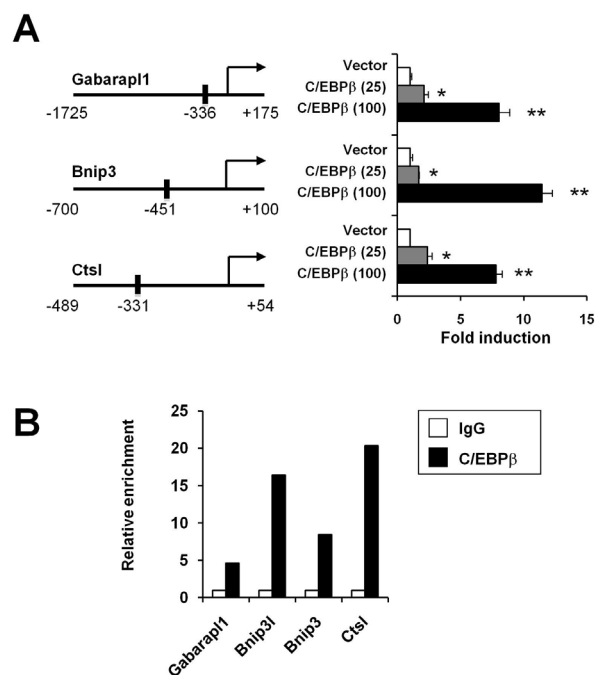 A
Gabarapl1
-1725 -336 +175
Vector
C/EBPβ (25) *
C/EBPβ (100) **
Bnip3
-700 -451 +100
Vector
C/EBPβ (25) *
C/EBPβ (100) **
Ctsl
-489 -331 +54
Vector
C/EBPβ (25) *
C/EBPβ (100) **
0 5 10 15
Fold induction
B
Relative enrichment
25
20
15
10
5
0
Gabarapl1 Bnip3l Bnip3 Ctsl
IgG
C/EBPβ